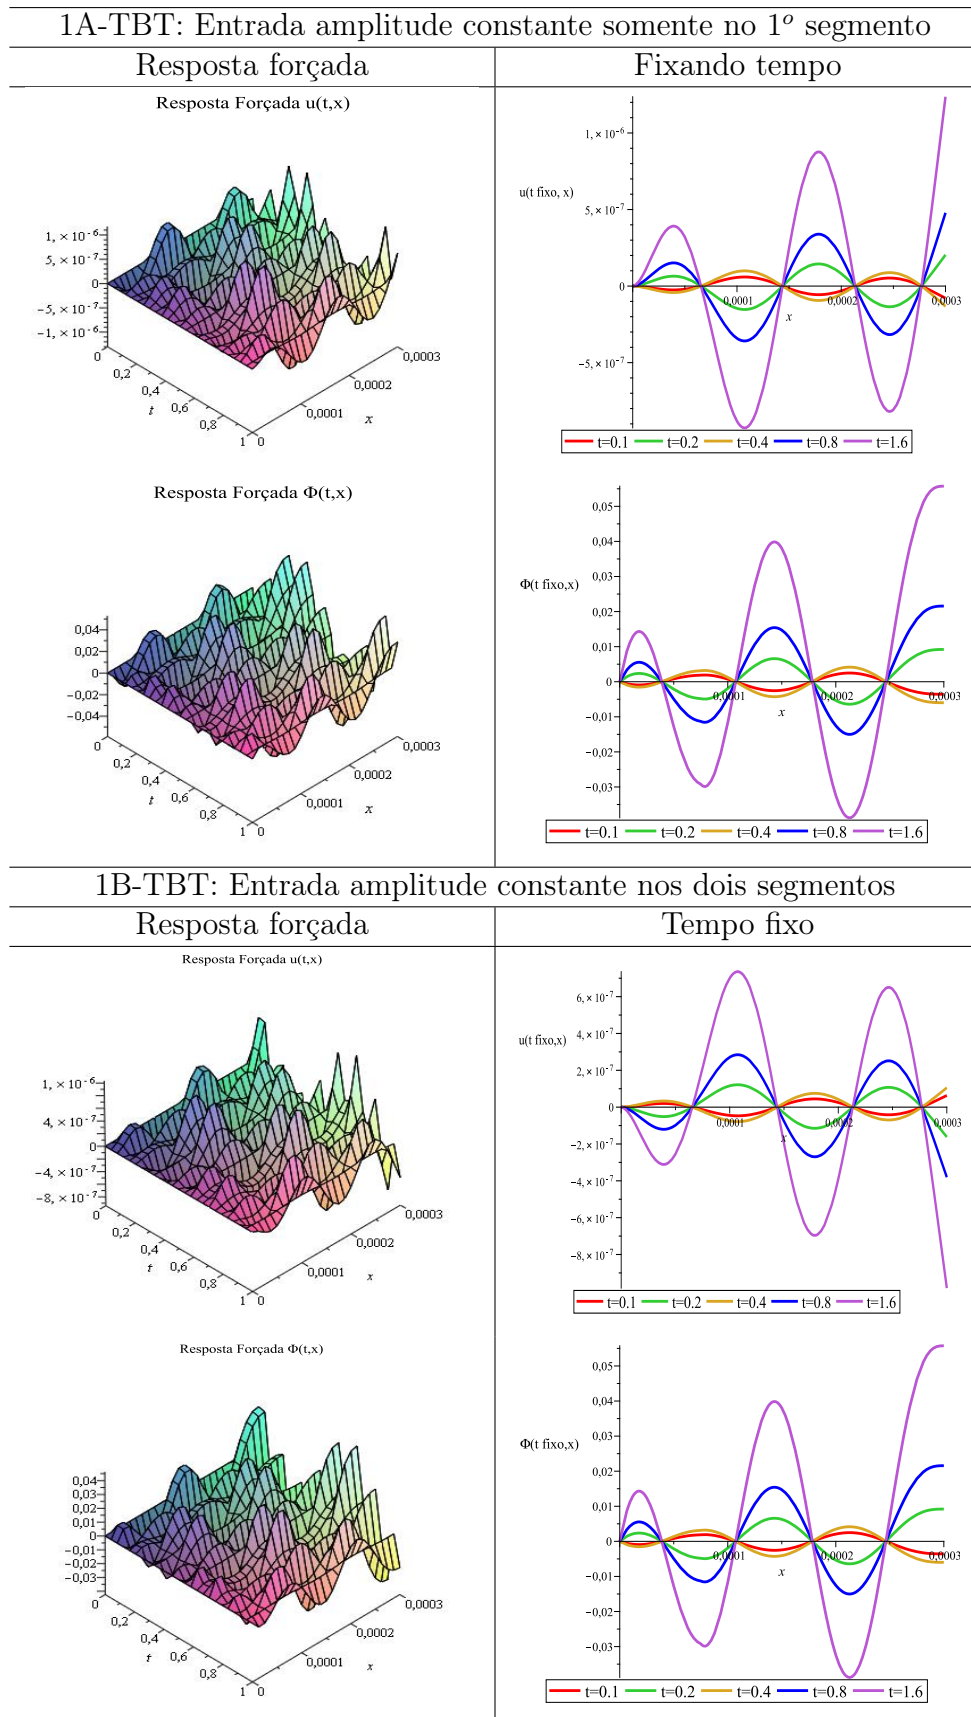 1A-TBT: Entrada amplitude constante somente no 1º segmento
Resposta forçada
Fixando tempo
Resposta Forçada u(t,x)
1, × 10⁻⁶
5, × 10⁻⁷
0
−5, × 10⁻⁷
−1, × 10⁻⁶
0
0,2
0,4
t
0,6
0,8
1
0
0,0001
x
0,0002
0,0003
1, × 10⁻⁶
u(t fixo, x)
5, × 10⁻⁷
0
0,0001
0,0002
0,0003
x
−5, × 10⁻⁷
t=0.1 t=0.2 t=0.4 t=0.8 t=1.6
Resposta Forçada Φ(t,x)
0,04
0,02
0
−0,02
−0,04
0
0,2
0,4
t
0,6
0,8
1
0
0,0001
x
0,0002
0,0003
0,05
0,04
0,03
Φ(t fixo,x)
0,02
0,01
0
0,0001
0,0002
0,0003
x
−0,01
−0,02
−0,03
t=0.1 t=0.2 t=0.4 t=0.8 t=1.6
1B-TBT: Entrada amplitude constante nos dois segmentos
Resposta forçada
Tempo fixo
Resposta Forçada u(t,x)
1, × 10⁻⁶
4, × 10⁻⁷
0
−4, × 10⁻⁷
−8, × 10⁻⁷
0
0,2
0,4
t
0,6
0,8
1
0
0,0001
x
0,0002
0,0003
6, × 10⁻⁷
4, × 10⁻⁷
u(t fixo,x)
2, × 10⁻⁷
0
0,0001
0,0002
0,0003
x
−2, × 10⁻⁷
−4, × 10⁻⁷
−6, × 10⁻⁷
−8, × 10⁻⁷
t=0.1 t=0.2 t=0.4 t=0.8 t=1.6
Resposta Forçada Φ(t,x)
0,04
0,03
0,02
0,01
0
−0,01
−0,02
−0,03
0
0,2
0,4
t
0,6
0,8
1
0
0,0001
x
0,0002
0,0003
0,05
0,04
0,03
Φ(t fixo,x)
0,02
0,01
0
0,0001
0,0002
0,0003
x
−0,01
−0,02
−0,03
t=0.1 t=0.2 t=0.4 t=0.8 t=1.6